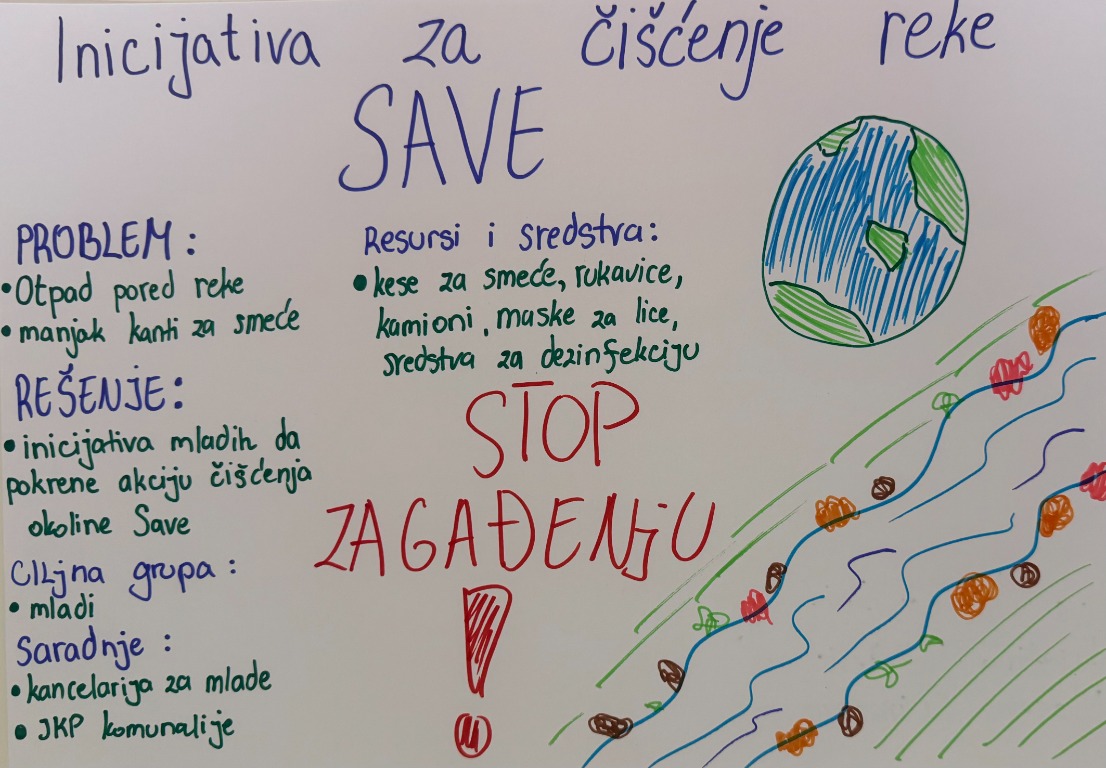 Inicijativa za čišćenje reke
SAVE
PROBLEM:
•Otpad pored reke
•manjak kanti za smeće
REŠENJE:
•inicijativa mladih da
pokrene akciju čišćenja
okoline Save
CILjna grupa:
•mladi
Saradnje:
•kancelarija za mlade
•JKP komunalije
Resursi i sredstva:
•kese za smeće, rukavice,
kamioni, maske za lice,
sredstva za dezinfekciju
STOP
ZAGAĐENjU
!